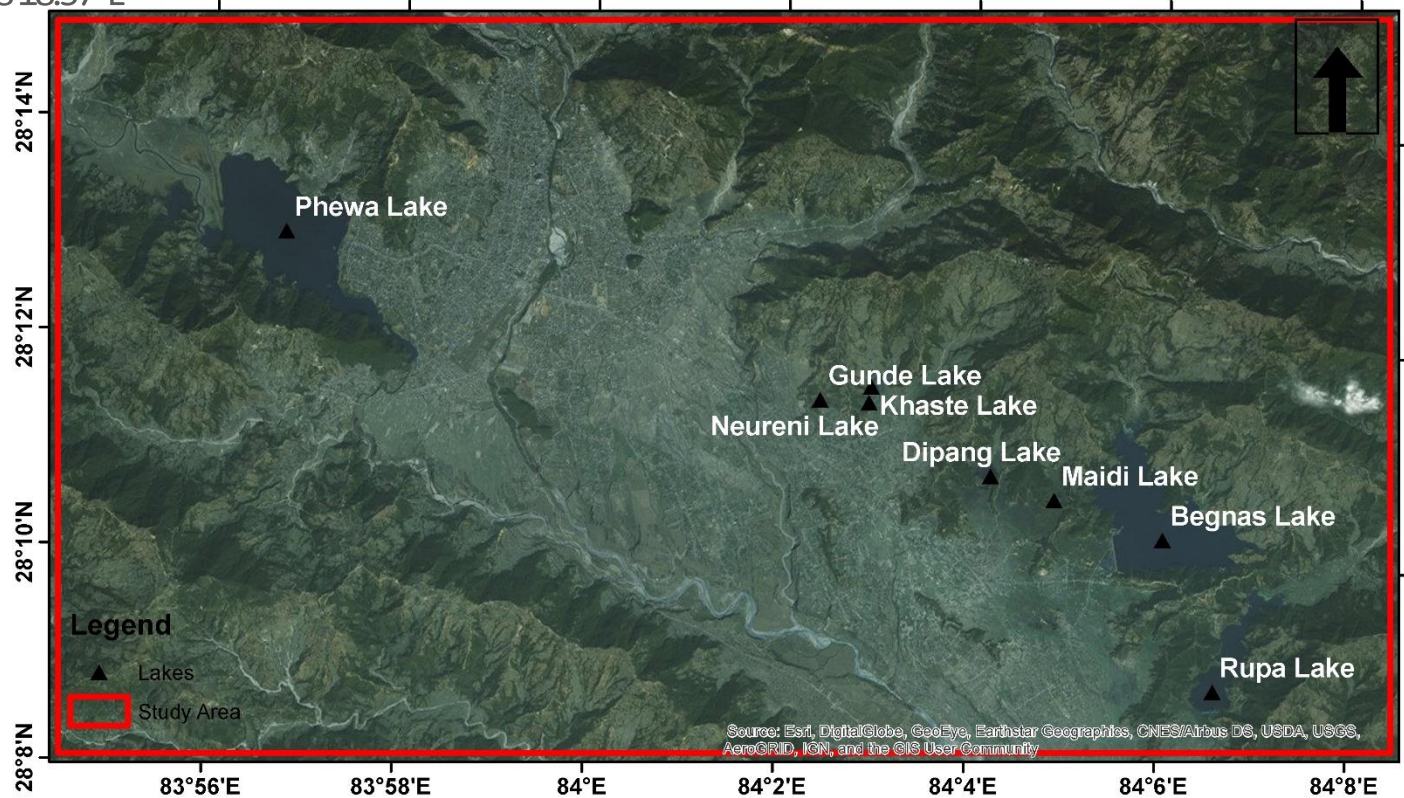 28°14'N
Phewa Lake
28°12'N
Gunde Lake
Khaste Lake
Neureni Lake
Dipang Lake
Maidi Lake
Begnas Lake
28°10'N
Legend
Lakes
Study Area
Rupa Lake
28°8'N
Source: Esri, DigitalGlobe, GeoEye, Earthstar Geographics, CNES/Airbus DS, USDA, USGS,
AeroGRID, IGN, and the GIS User Community
83°56'E 83°58'E 84°E 84°2'E 84°4'E 84°6'E 84°8'E